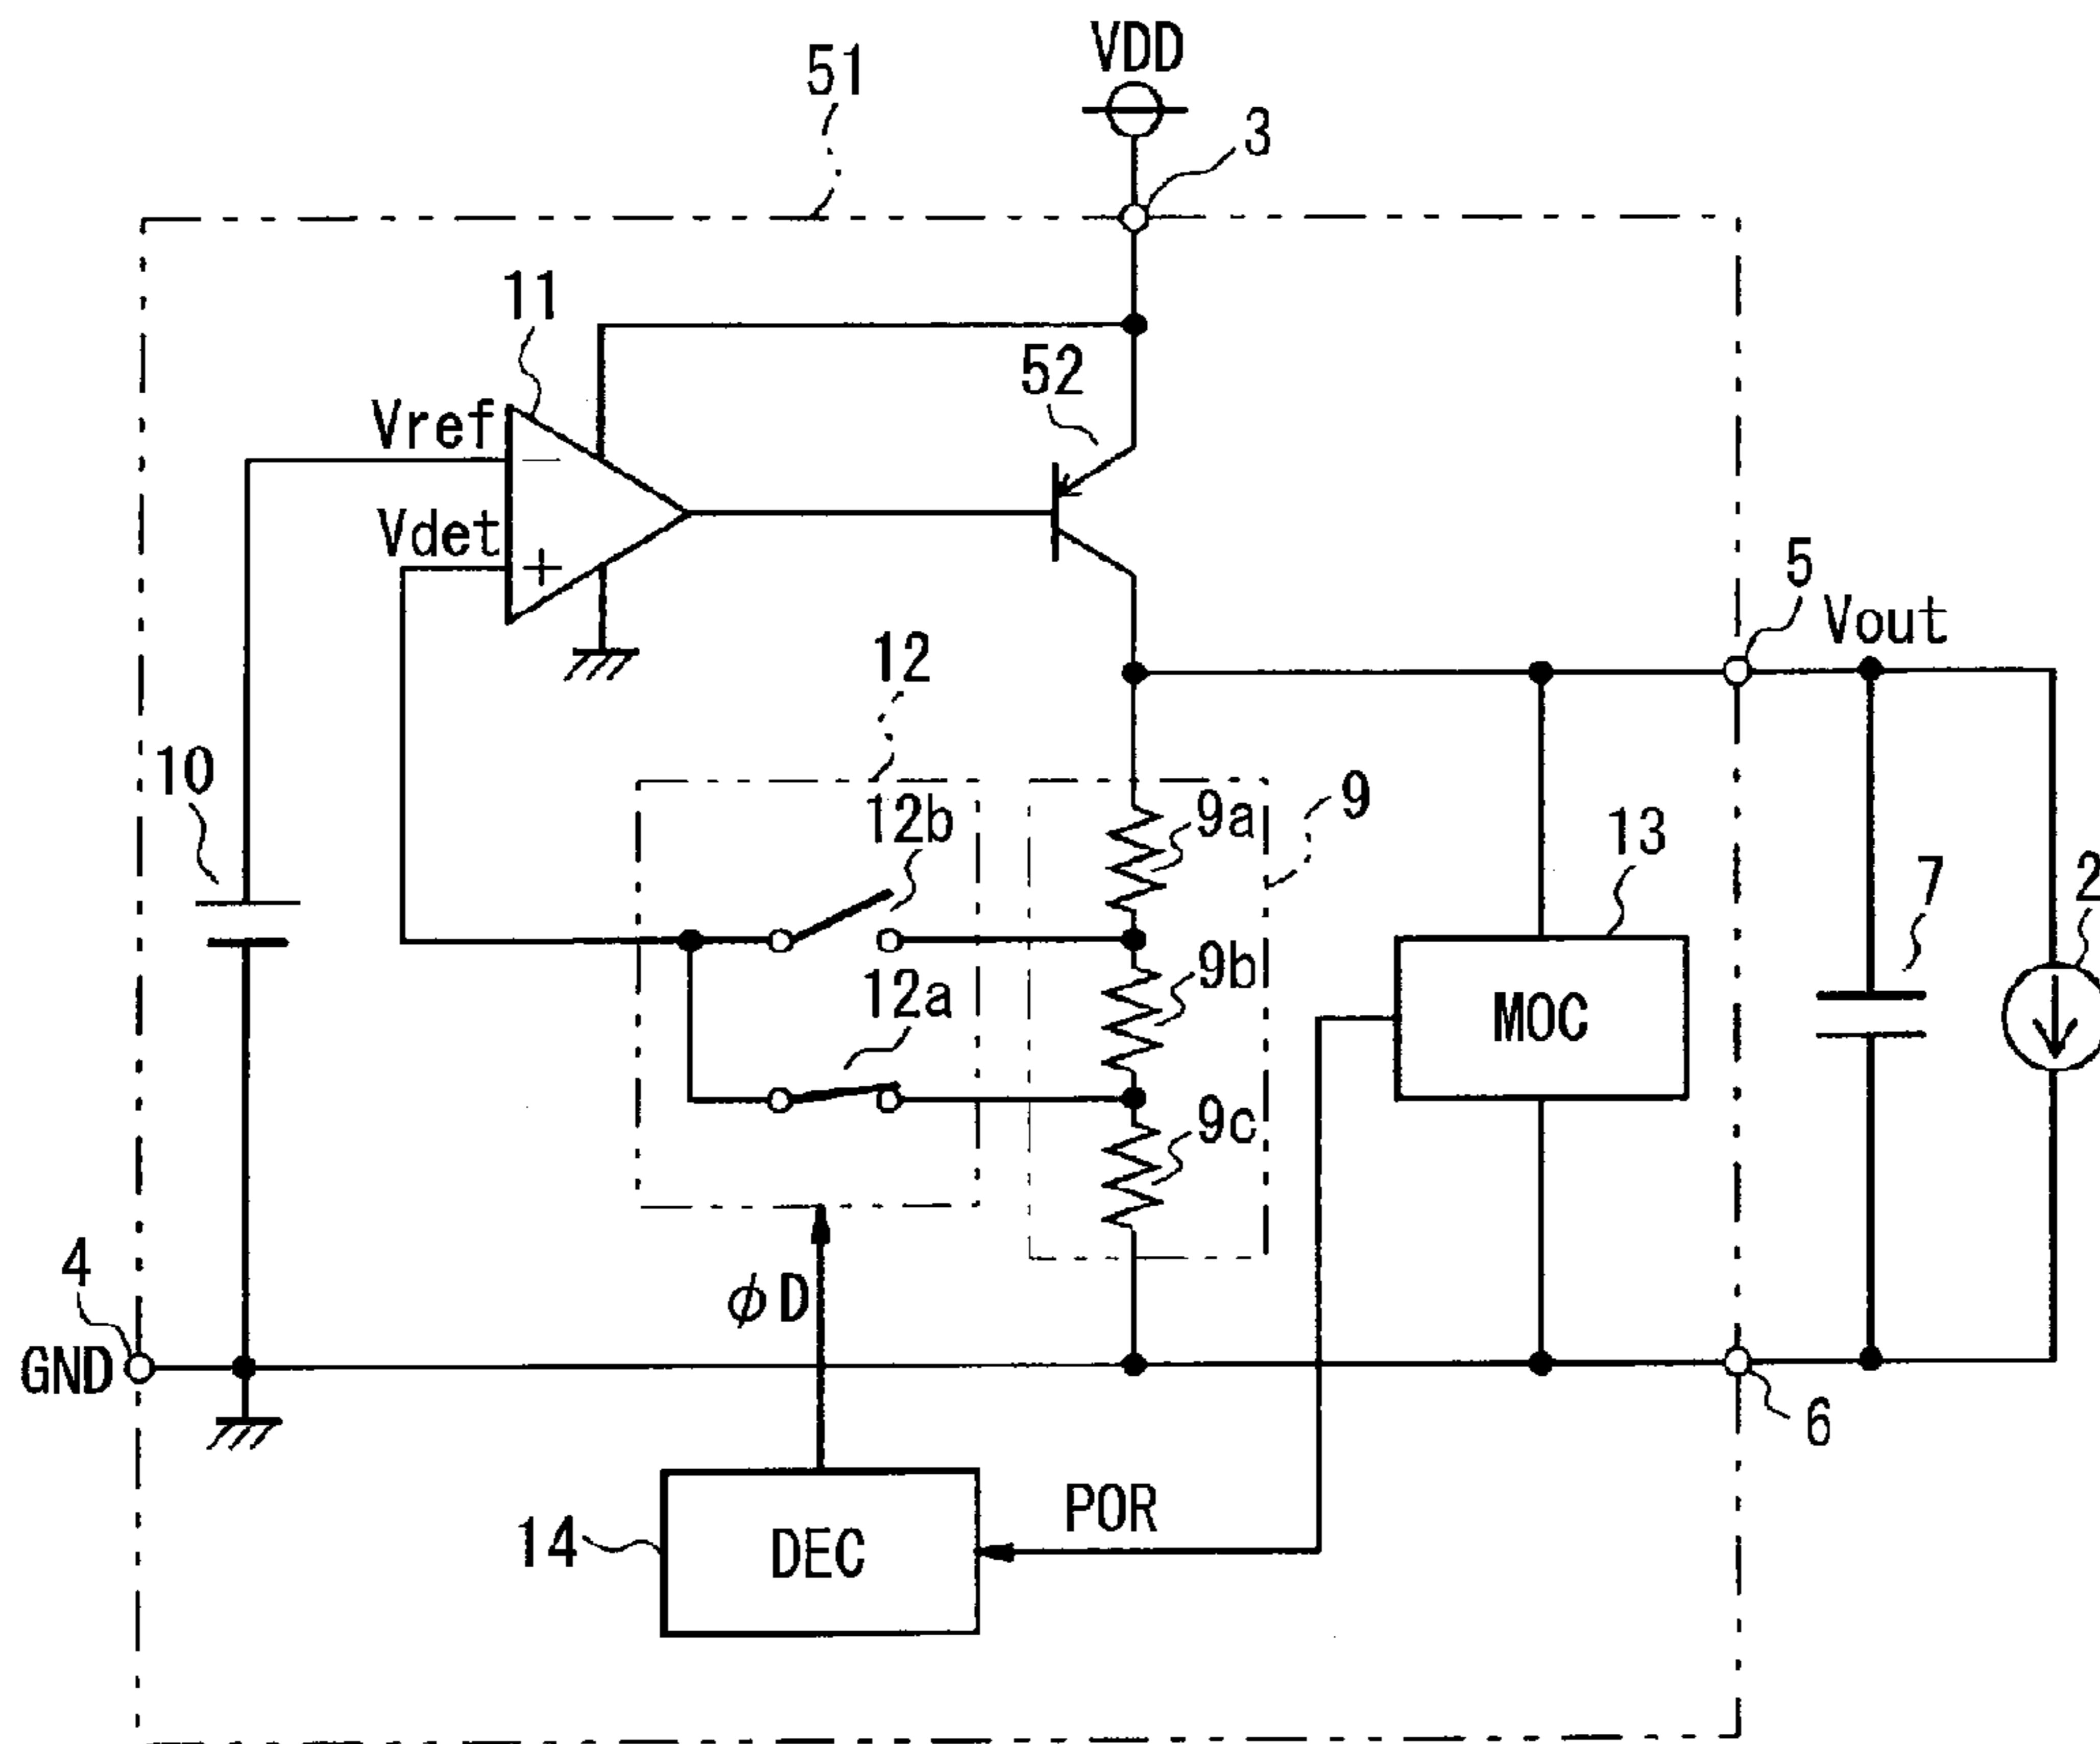 VDD
51
3
11
52
Vref
Vdet
5
Vout
12
10
12b
9a
9
13
7
2
12a
9b
MOC
9c
4
φD
GND
6
POR
14
DEC